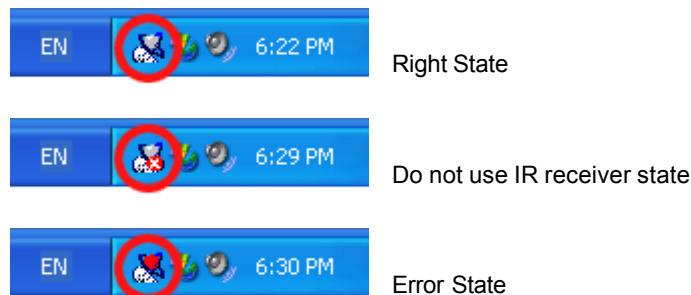 EN 6:22 PM Right State
EN 6:29 PM Do not use IR receiver state
EN 6:30 PM Error State